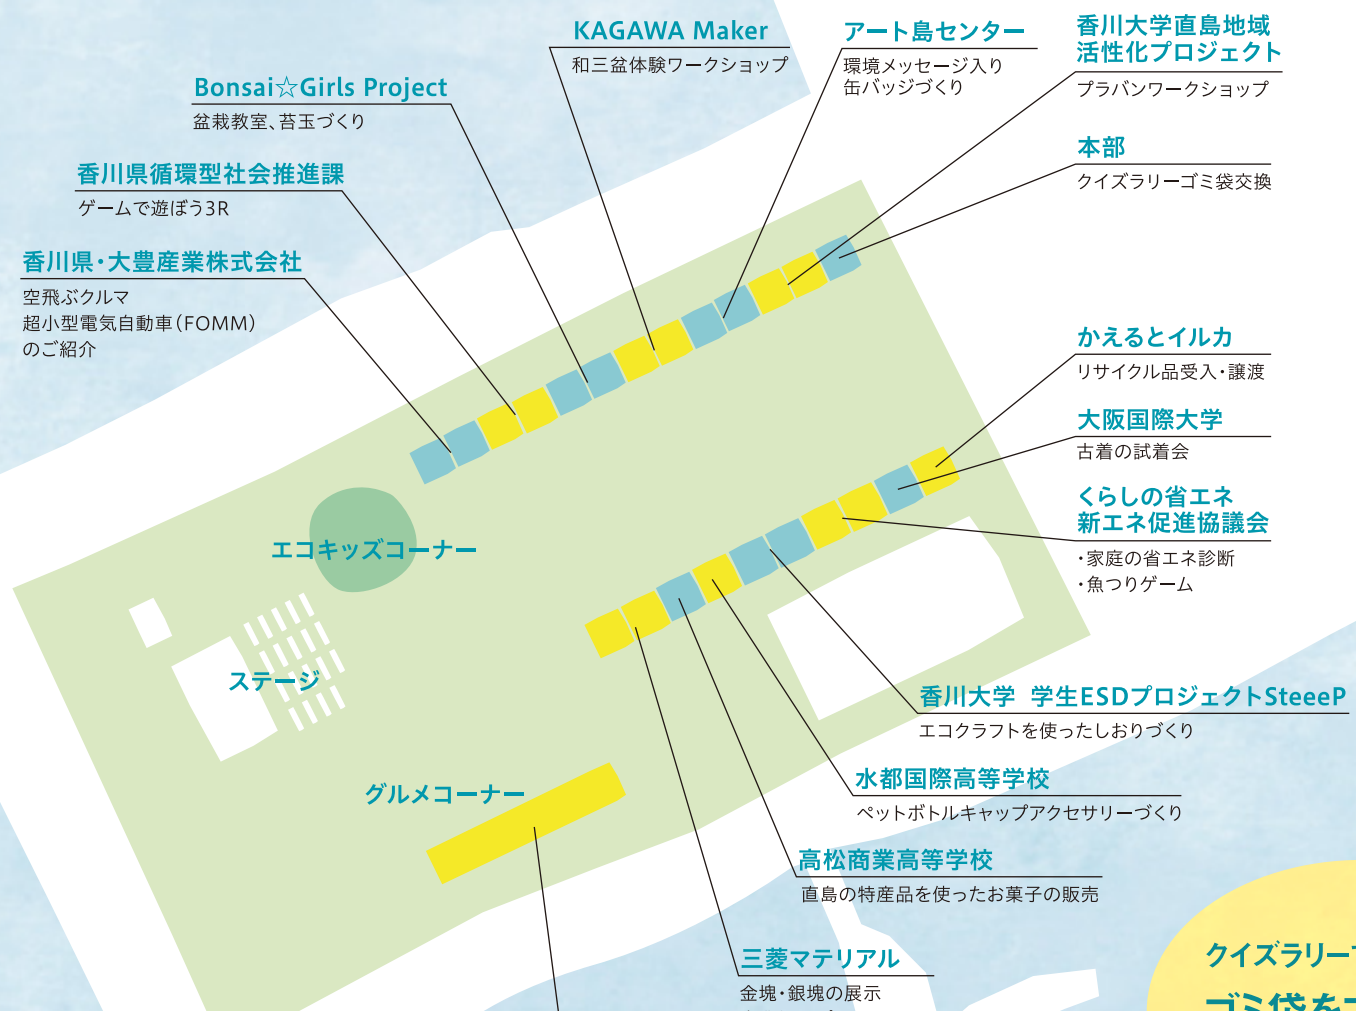 KAGAWA Maker
和三盆体験ワークショップ
アート島センター
環境メッセージ入り
缶バッジづくり
香川大学直島地域
活性化プロジェクト
プラバンワークショップ
Bonsai☆Girls Project
盆栽教室、苔玉づくり
本部
クイズラリーゴミ袋交換
香川県循環型社会推進課
ゲームで遊ぼう3R
香川県・大豊産業株式会社
空飛ぶクルマ
超小型電気自動車（FOMM）
のご紹介
かえるとイルカ
リサイクル品受入・譲渡
大阪国際大学
古着の試着会
くらしの省エネ
新エネ促進協議会
・家庭の省エネ診断
・魚つりゲーム
エコキッズコーナー
ステージ
香川大学 学生ESDプロジェクトSteeeP
エコクラフトを使ったしおりづくり
グルメコーナー
水都国際高等学校
ペットボトルキャップアクセサリーづくり
高松商業高等学校
直島の特産品を使ったお菓子の販売
三菱マテリアル
金塊・銀塊の展示
クイズラリー
ゴミ袋を